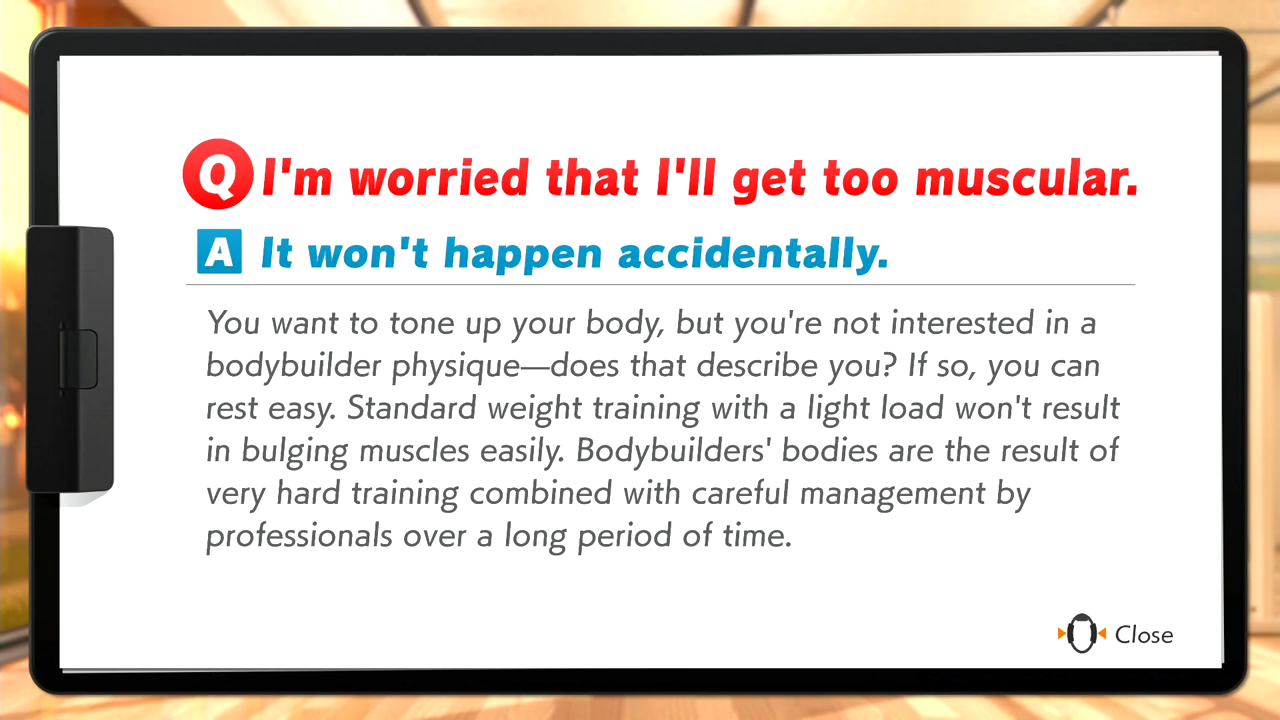 Q I'm worried that I'll get too muscular.
A It won't happen accidentally.
You want to tone up your body, but you're not interested in a
bodybuilder physique—does that describe you? If so, you can
rest easy. Standard weight training with a light load won't result
in bulging muscles easily. Bodybuilders' bodies are the result of
very hard training combined with careful management by
professionals over a long period of time.
Close